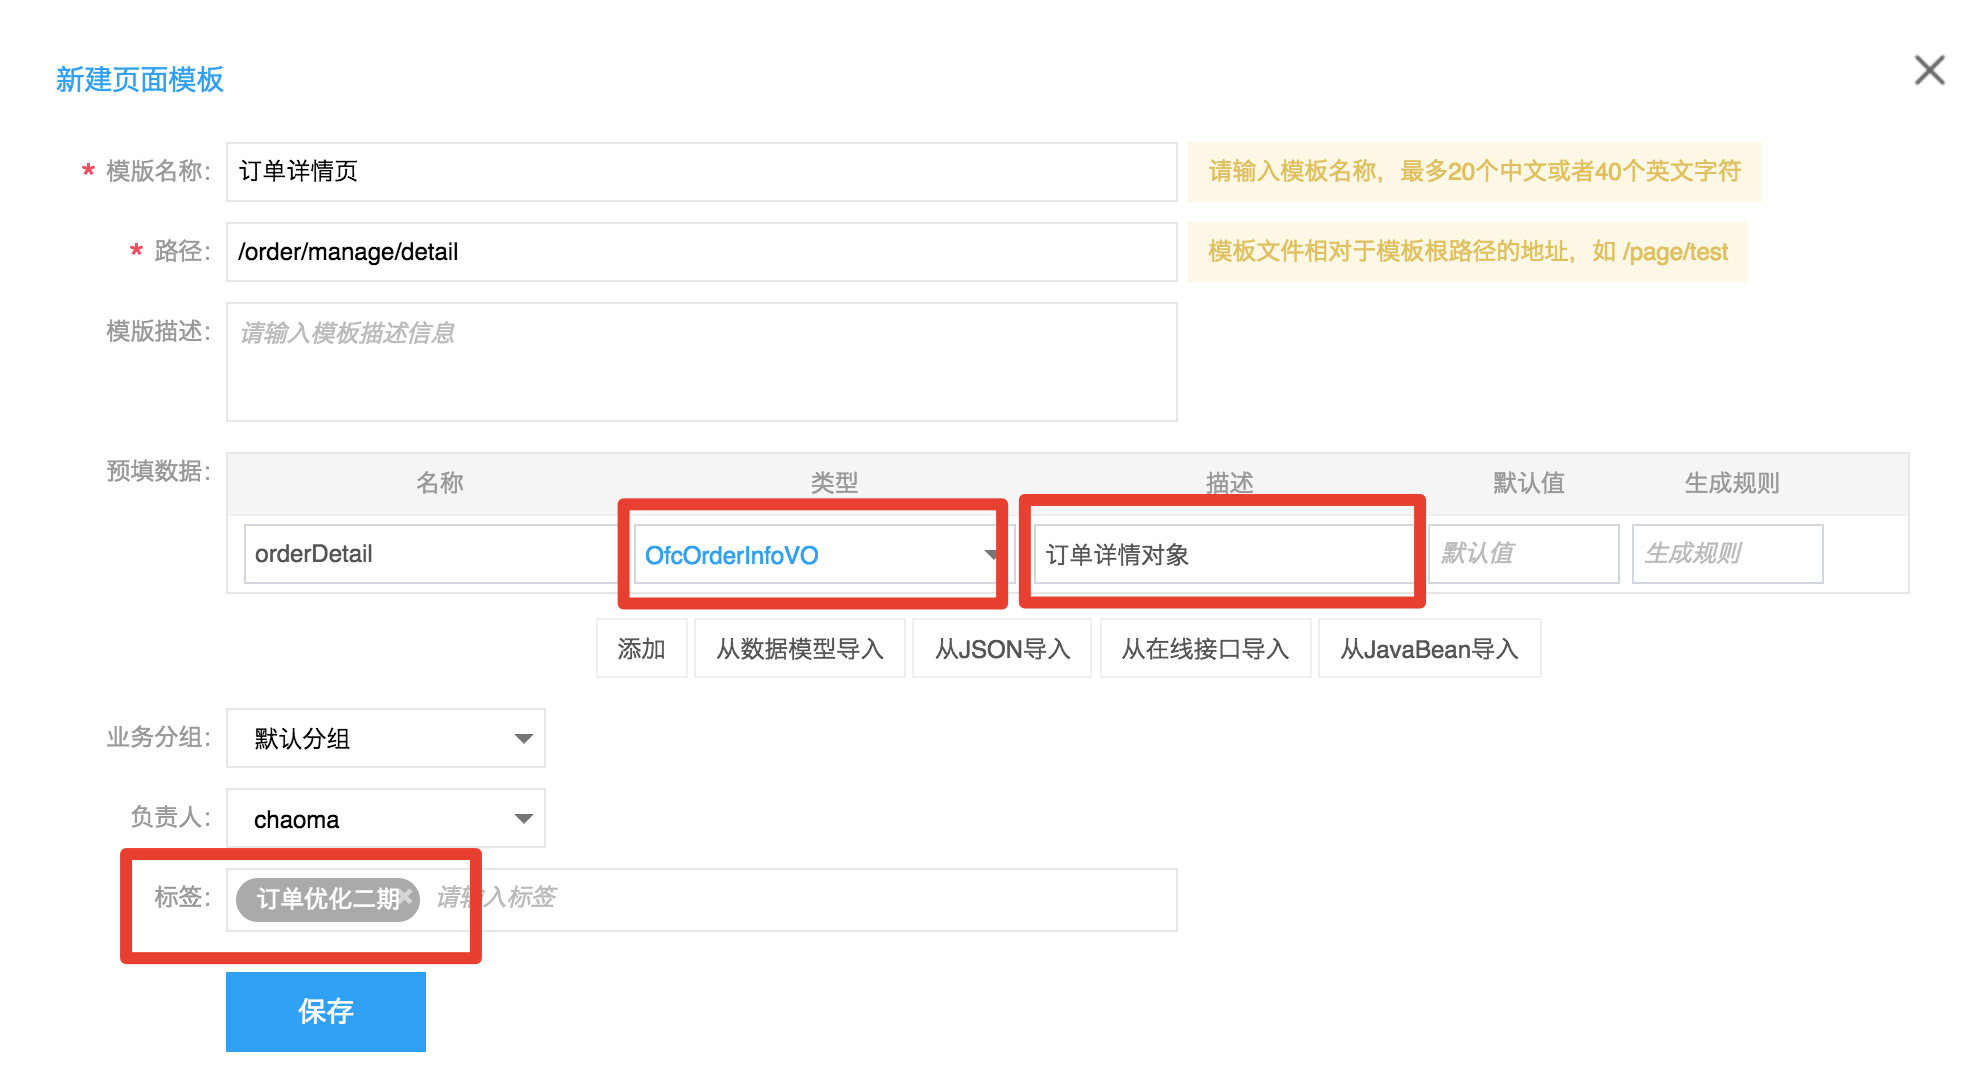 新建页面模板
* 模版名称： 订单详情页 请输入模板名称，最多20个中文或者40个英文字符
* 路径： /order/manage/detail 模板文件相对于模板根路径的地址，如 /page/test
模版描述： 请输入模板描述信息
预填数据： 名称 类型 描述 默认值 生成规则
orderDetail OfcOrderInfoVO 订单详情对象 默认值 生成规则
添加 从数据模型导入 从JSON导入 从在线接口导入 从JavaBean导入
业务分组： 默认分组
负责人： chaoma
标签： 订单优化二期 请输入标签
保存